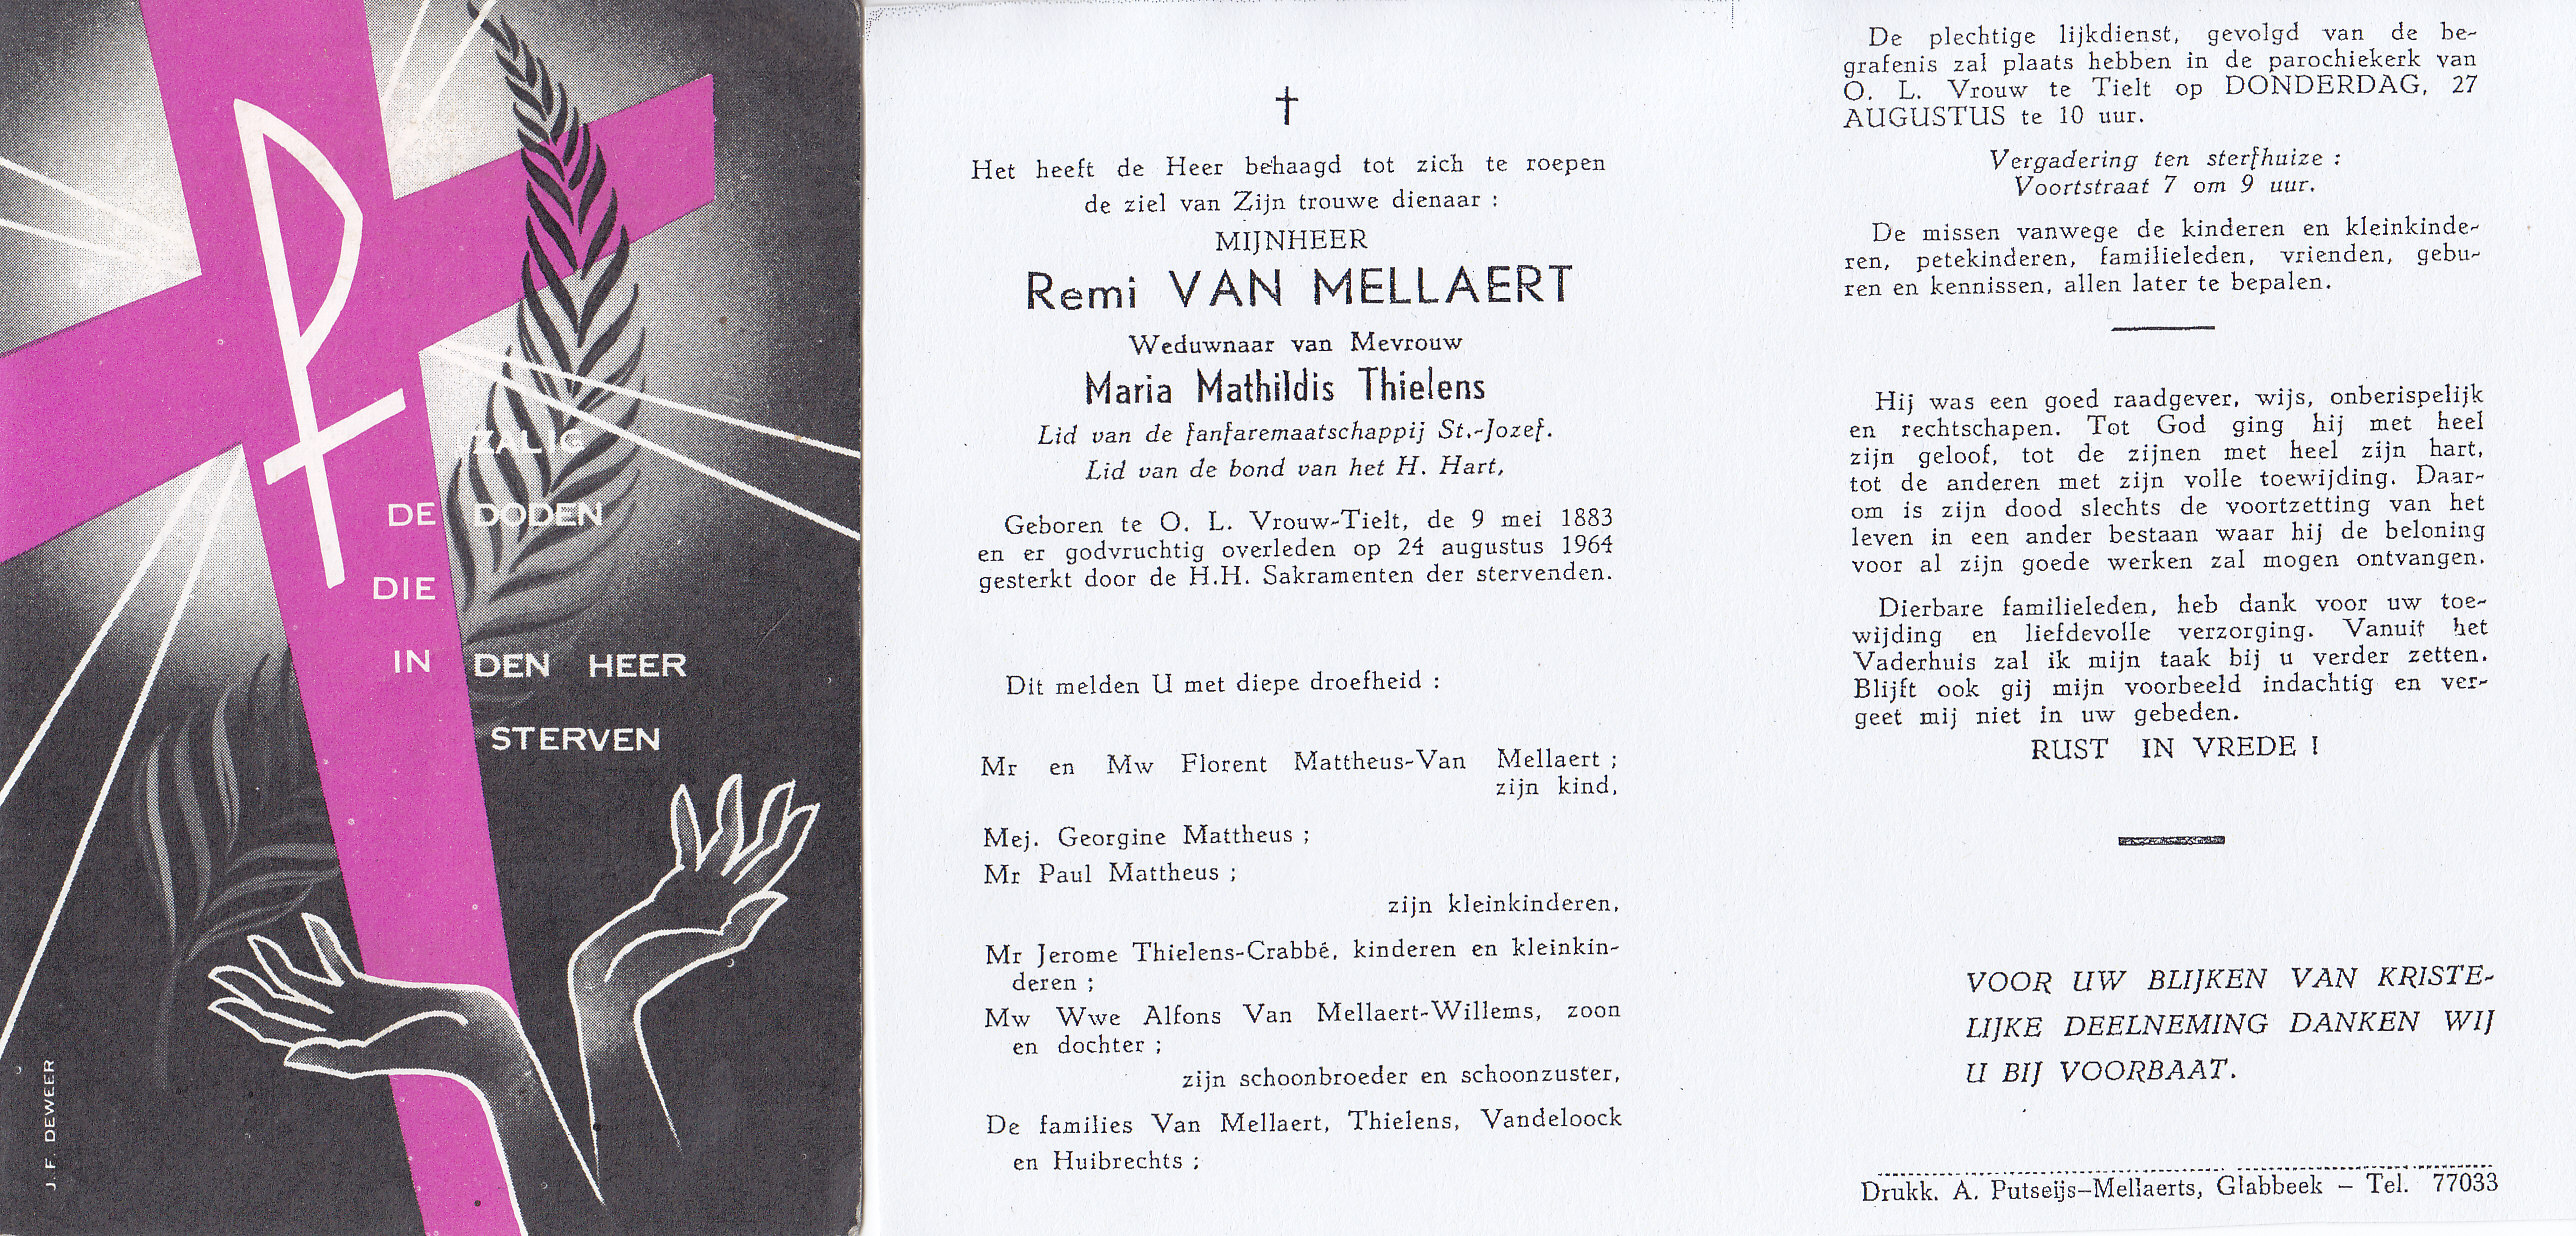 ZALIG
DE DODEN
DIE
IN DEN HEER
STERVEN
J. F. DEWEER
Het heeft de Heer behaagd tot zich te roepen
de ziel van Zijn trouwe dienaar :
MIJNHEER
Remi VAN MELLAERT
Weduwnaar van Mevrouw
Maria Mathildis Thielens
Lid van de fanfaremaatschappij St.-Jozef.
Lid van de bond van het H. Hart,
Geboren te O. L. Vrouw-Tielt, de 9 mei 1883
en er godvruchtig overleden op 24 augustus 1964
gesterkt door de H.H. Sakramenten der stervenden.
Dit melden U met diepe droefheid :
Mr en Mw Florent Mattheus-Van Mellaert ;
zijn kind,
Mej. Georgine Mattheus ;
Mr Paul Mattheus ;
zijn kleinkinderen,
Mr Jerome Thielens-Crabbé, kinderen en kleinkin-
deren ;
Mw Wwe Alfons Van Mellaert-Willems, zoon
en dochter ;
zijn schoonbroeder en schoonzuster,
De families Van Mellaert, Thielens, Vandeloock
en Huibrechts ;
De plechtige lijkdienst, gevolgd van de be-
grafenis zal plaats hebben in de parochiekerk van
O. L. Vrouw te Tielt op DONDERDAG, 27
AUGUSTUS te 10 uur.
Vergadering ten sterfhuize :
Voortstraat 7 om 9 uur.
De missen vanwege de kinderen en kleinkinde-
ren, petekinderen, familieleden, vrienden, gebu-
ren en kennissen, allen later te bepalen.
Hij was een goed raadgever, wijs, onberispelijk
en rechtschapen. Tot God ging hij met heel
zijn geloof, tot de zijnen met heel zijn hart,
tot de anderen met zijn volle toewijding. Daar-
om is zijn dood slechts de voortzetting van het
leven in een ander bestaan waar hij de beloning
voor al zijn goede werken zal mogen ontvangen.
Dierbare familieleden, heb dank voor uw toe-
wijding en liefdevolle verzorging. Vanuit het
Vaderhuis zal ik mijn taak bij u verder zetten.
Blijft ook gij mijn voorbeeld indachtig en ver-
geet mij niet in uw gebeden.
RUST IN VREDE !
VOOR UW BLIJKEN VAN KRISTE-
LIJKE DEELNEMING DANKEN WIJ
U BIJ VOORBAAT.
Drukk. A. Putseijs-Mellaerts, Glabbeek – Tel. 77033